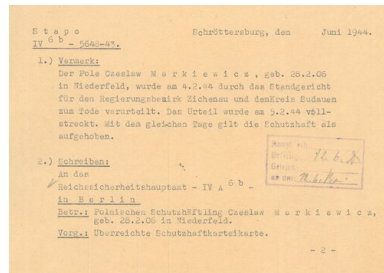 S t a p o Schröttersburg, den Juni 1944.
IV 6 b - 5648-43.
1.) Vermerk:
Der Pole Czeslaw M a r k i e w i c z , geb. 28.2.06
in Niederfeld, wurde am 4.2.44 durch das Standgericht
für den Regierungsbezirk Zichenau und denKreis Sudauen
zum Tode verurteilt. Das Urteil wurde am 5.2.44 voll-
streckt. Mit dem gleichen Tage gilt die Schutzhaft als
aufgehoben.
2.) Schreiben:
An das
Reichssicherheitshauptamt - IV A 6 b -
i n B e r l i n
Betr.: Polnischen Schutzhäftling Czeslaw M a r k i e w i c z,
geb. 28.2.06 in Niederfeld.
Vorg.: Überreichte Schutzhaftkarteikarte.
- 2 -